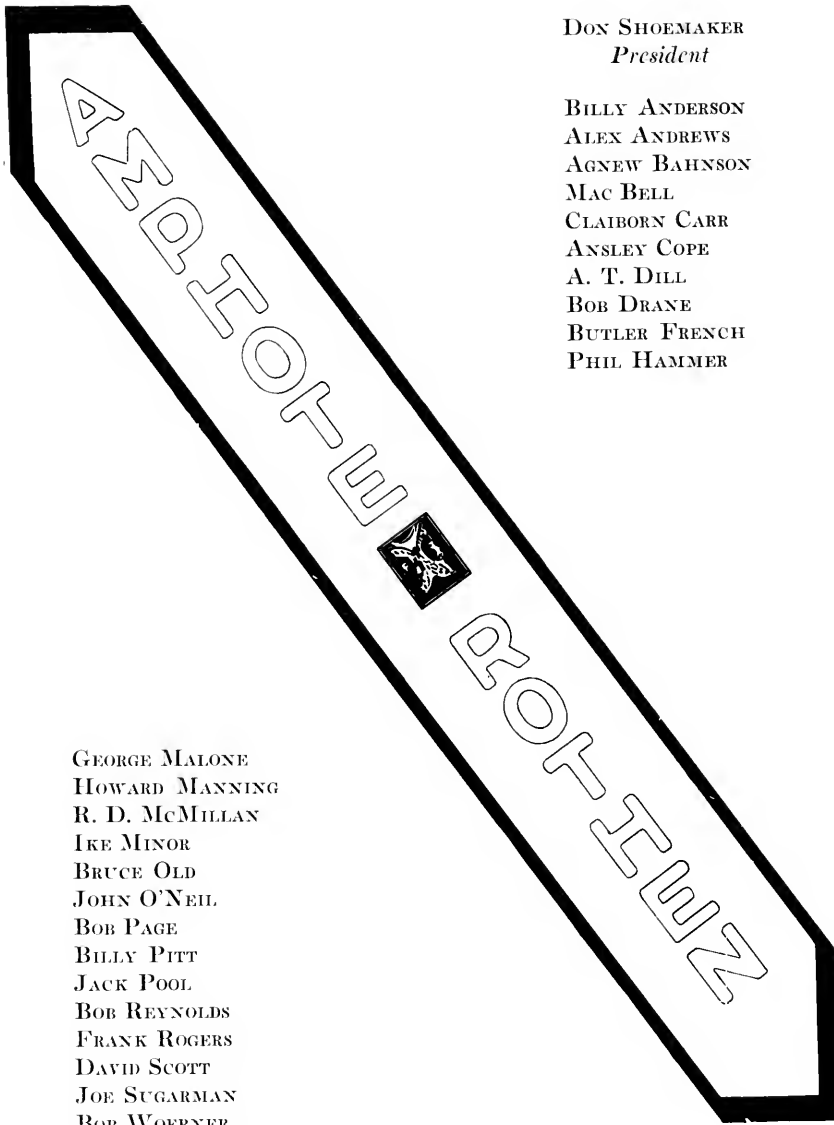 DON SHOEMAKER
President
BILLY ANDERSON
ALEX ANDREWS
AGNEW BAHNSON
MAC BELL
CLAIBORN CARR
ANSLEY COPE
A. T. DILL
BOB DRANE
BUTLER FRENCH
PHIL HAMMER
AMPHOTE ROTHEN
GEORGE MALONE
HOWARD MANNING
R. D. MCMILLAN
IKE MINOR
BRUCE OLD
JOHN O'NEIL
BOB PAGE
BILLY PITT
JACK POOL
BOB REYNOLDS
FRANK ROGERS
DAVID SCOTT
JOE SUGARMAN
BOB WOERNER